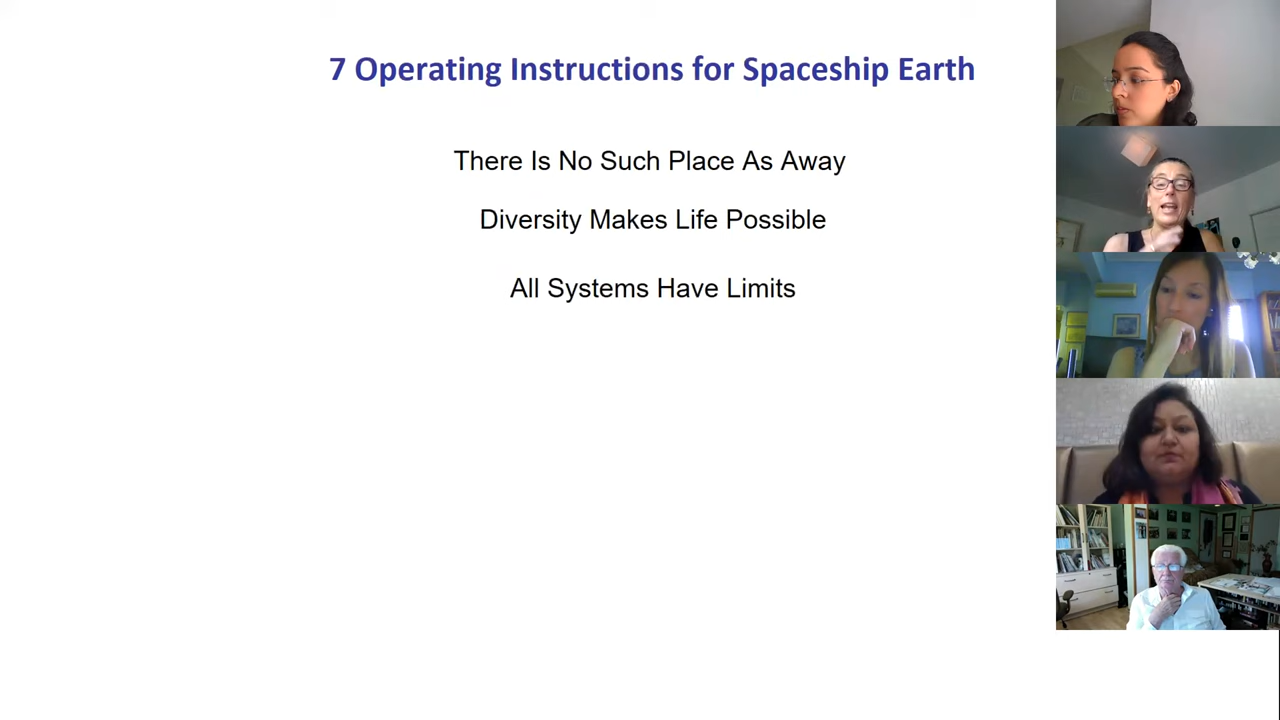 7 Operating Instructions for Spaceship Earth
There Is No Such Place As Away
Diversity Makes Life Possible
All Systems Have Limits